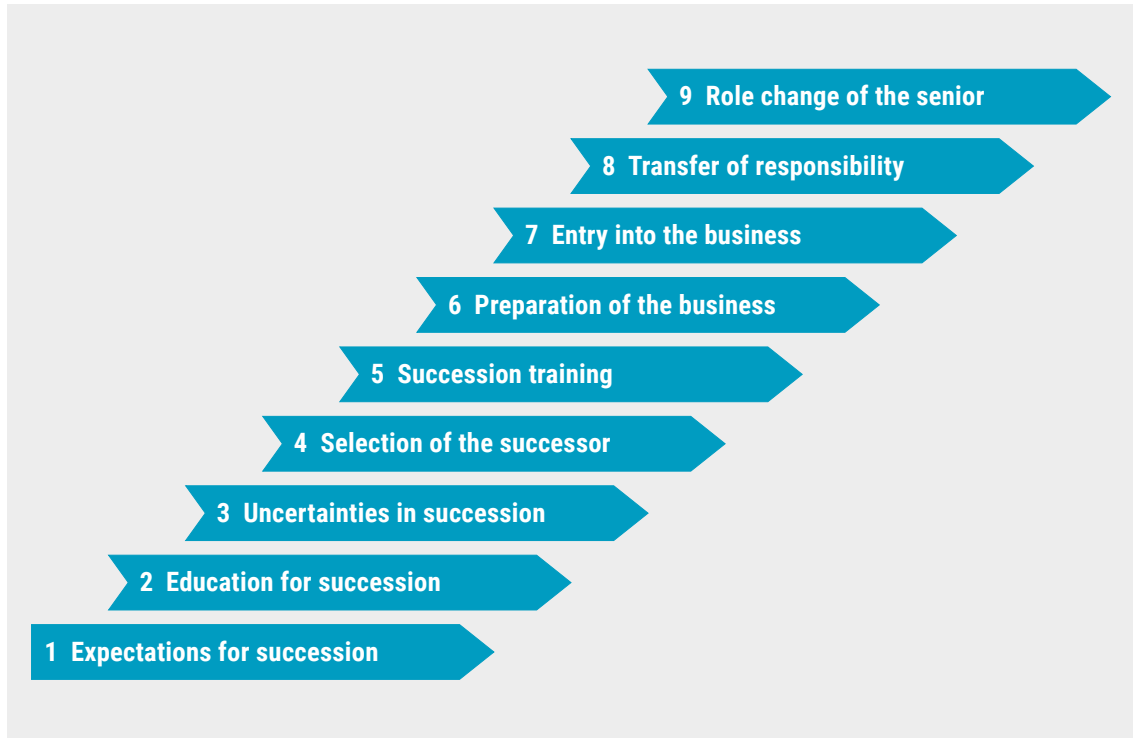 9 Role change of the senior
8 Transfer of responsibility
7 Entry into the business
6 Preparation of the business
5 Succession training
4 Selection of the successor
3 Uncertainties in succession
2 Education for succession
1 Expectations for succession